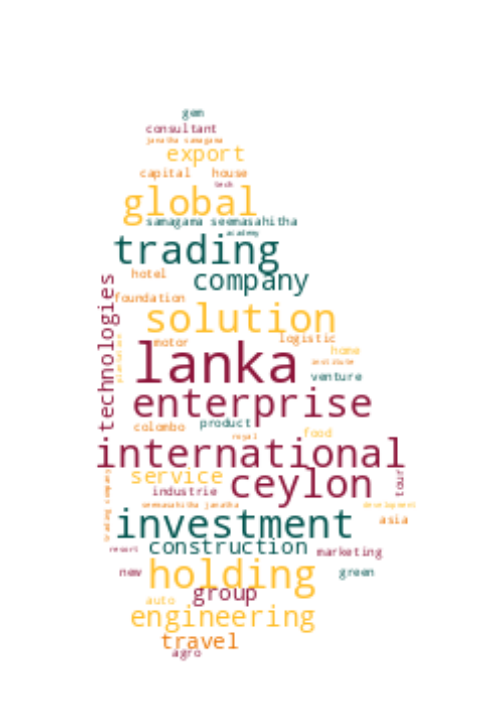 gem
consultant
janatha samagama
export
capital house
tech
global
samagama seemasahitha
academy
trading
hotel
company
technologies
foundation
solution
motor
logistic
plantation
home
lanka
institute
venture
enterprise
colombo
product
royal
food
international
service
ceylon
tour
trading company
industrie
seemasahitha janatha
development
investment
asia
construction
resort
marketing
new
holding
green
group
auto
engineering
travel
agro